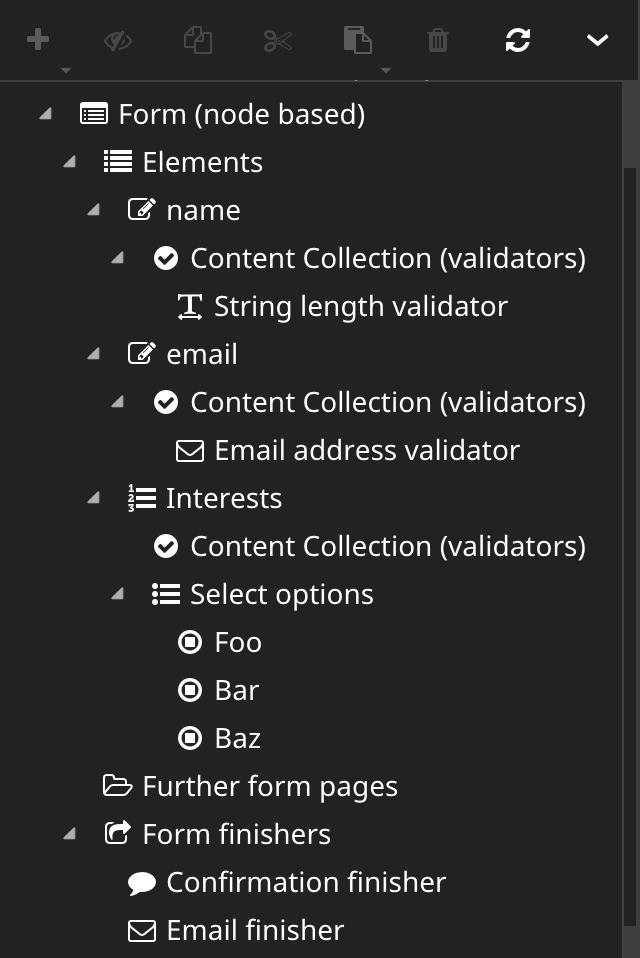 Form (node based)
Elements
name
Content Collection (validators)
String length validator
email
Content Collection (validators)
Email address validator
Interests
Content Collection (validators)
Select options
Foo
Bar
Baz
Further form pages
Form finishers
Confirmation finisher
Email finisher